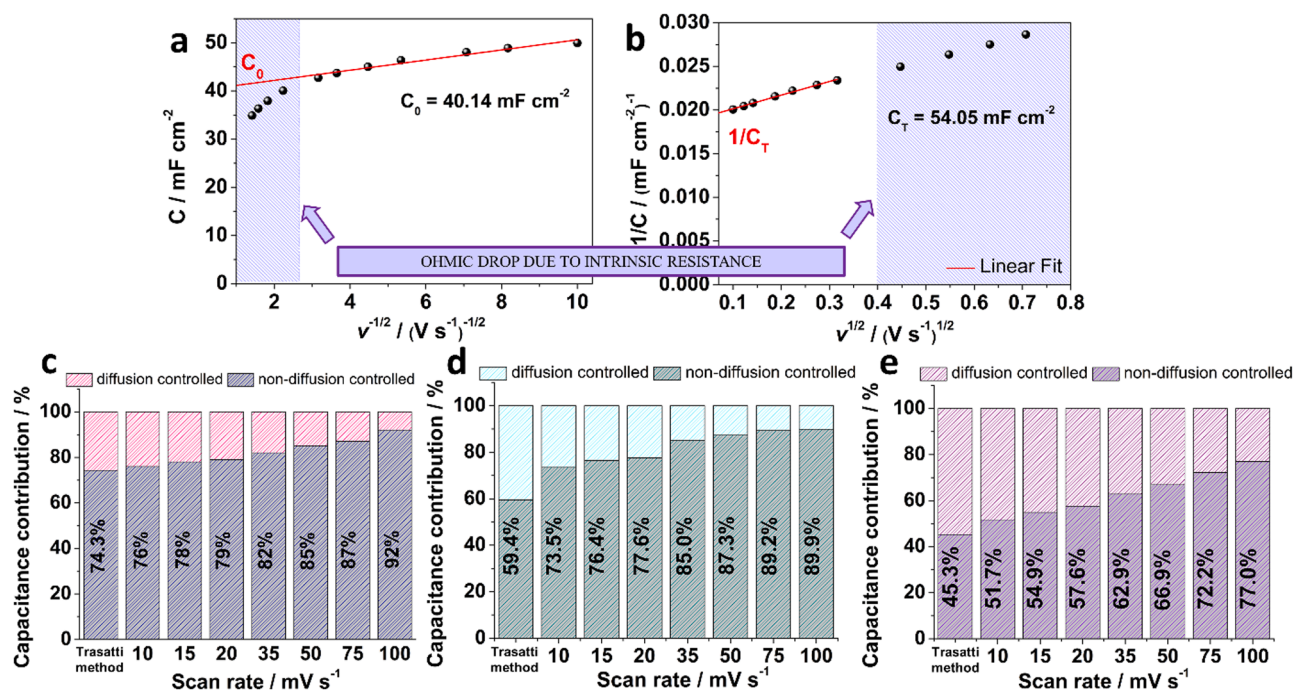 a
50
40
30
20
10
0
C / mF cm⁻²
C₀
C₀ = 40.14 mF cm⁻²
2 4 6 8 10
v⁻¹/² / (V s⁻¹)⁻¹/²
b
0.030
0.025
0.020
0.015
0.010
0.005
0.000
1/C / (mF cm⁻²)⁻¹
1/C_T
C_T = 54.05 mF cm⁻²
Linear Fit
0.1 0.2 0.3 0.4 0.5 0.6 0.7 0.8
v¹/² / (V s⁻¹)¹/²
OHMIC DROP DUE TO INTRINSIC RESISTANCE
c
diffusion controlled non-diffusion controlled
Capacitance contribution / %
100
80
60
40
20
0
74.3% 76% 78% 79% 82% 85% 87% 92%
Trasatti
method 10 15 20 35 50 75 100
Scan rate / mV s⁻¹
d
diffusion controlled non-diffusion controlled
Capacitance contribution / %
100
80
60
40
20
0
59.4% 73.5% 76.4% 77.6% 85.0% 87.3% 89.2% 89.9%
Trasatti
method 10 15 20 35 50 75 100
Scan rate / mV s⁻¹
e
diffusion controlled non-diffusion controlled
Capacitance contribution / %
100
80
60
40
20
0
45.3% 51.7% 54.9% 57.6% 62.9% 66.9% 72.2% 77.0%
Trasatti
method 10 15 20 35 50 75 100
Scan rate / mV s⁻¹